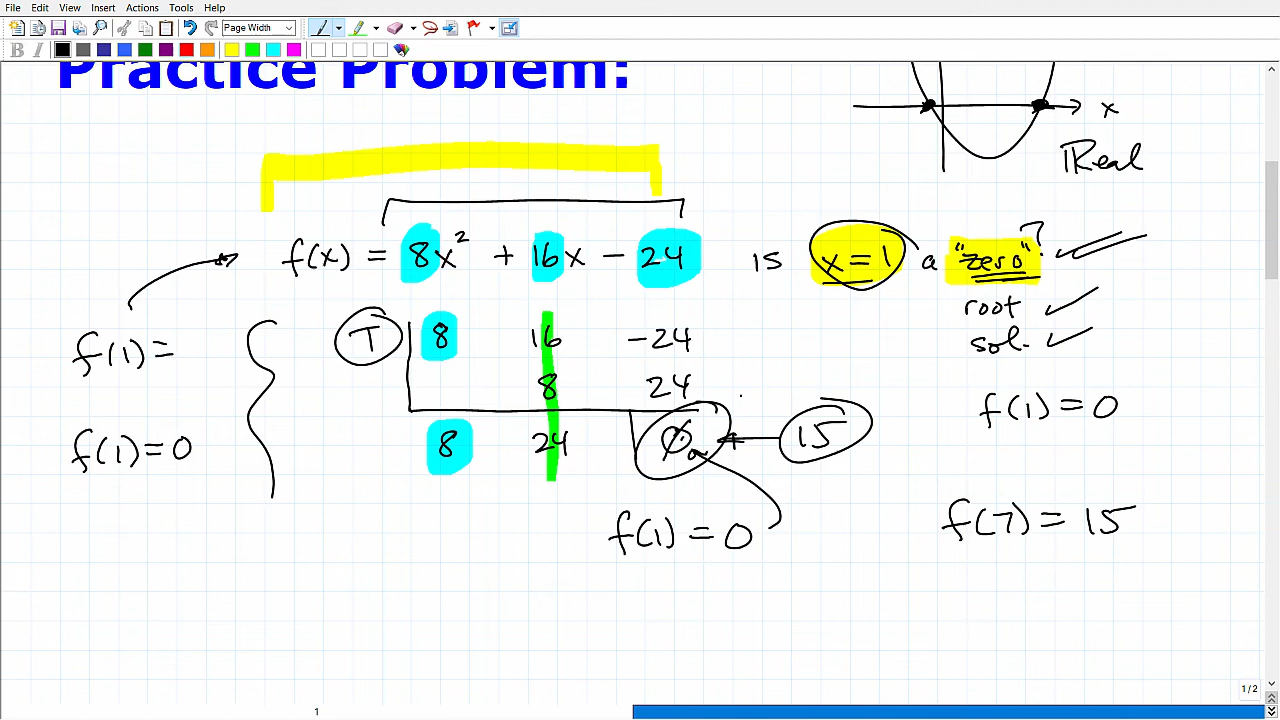 File Edit View Insert Actions Tools Help
Page Width
B I
Practice Problem:
x
Real
f(x) = 8x² + 16x - 24 is x = 1 a "zero"?
root
sol.
8 16 -24
8 24
8 24 0
15
f(1) =
f(1) = 0
f(1) = 0
f(1) = 0
f(7) = 15
1/2
1